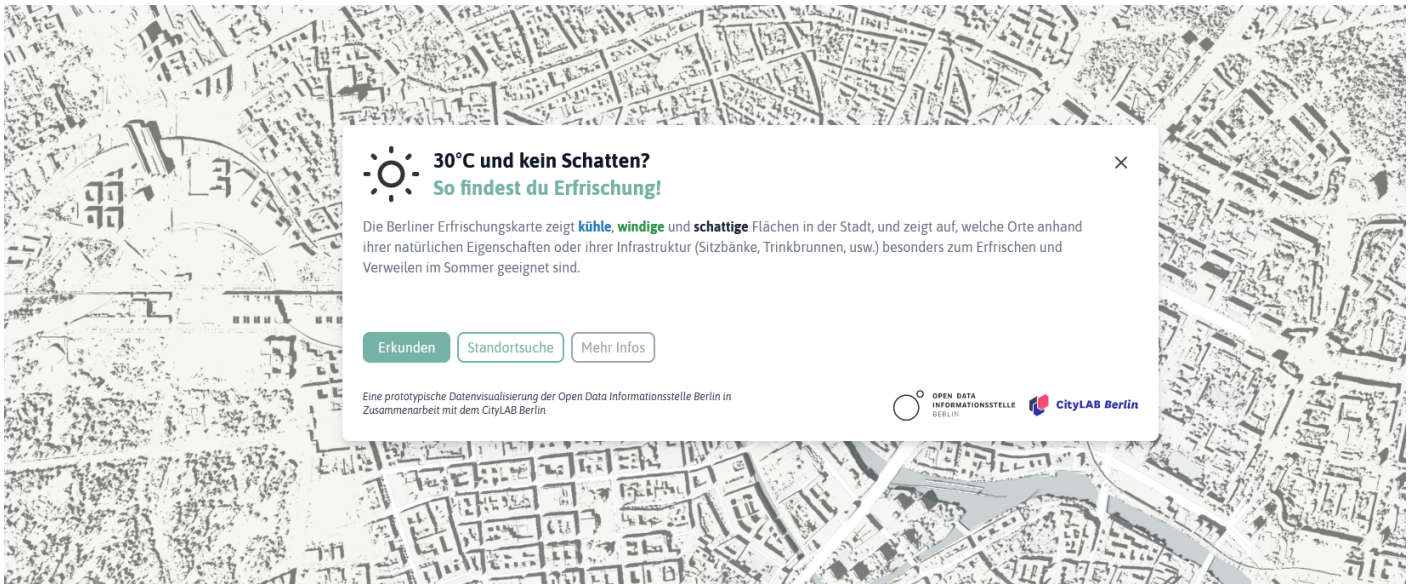 30°C und kein Schatten?
So findest du Erfrischung!
Die Berliner Erfrischungskarte zeigt kühle, windige und schattige Flächen in der Stadt, und zeigt auf, welche Orte anhand
ihrer natürlichen Eigenschaften oder ihrer Infrastruktur (Sitzbänke, Trinkbrunnen, usw.) besonders zum Erfrischen und
Verweilen im Sommer geeignet sind.
Erkunden Standortsuche Mehr Infos
Eine prototypische Datenvisualisierung der Open Data Informationsstelle Berlin in
Zusammenarbeit mit dem CityLAB Berlin
OPEN DATA
INFORMATIONSSTELLE
BERLIN
CityLAB Berlin